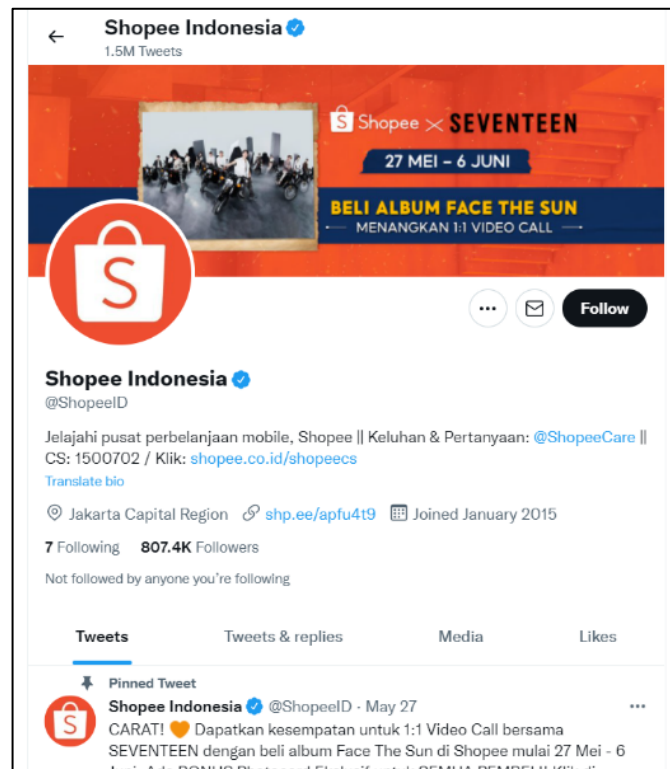 Shopee Indonesia
1.5M Tweets
S Shopee × SEVENTEEN
27 MEI – 6 JUNI
BELI ALBUM FACE THE SUN
MENANGKAN 1:1 VIDEO CALL
S
Follow
Shopee Indonesia
@ShopeeID
Jelajahi pusat perbelanjaan mobile, Shopee || Keluhan & Pertanyaan: @ShopeeCare ||
CS: 1500702 / Klik: shopee.co.id/shopeecs
Translate bio
Jakarta Capital Region shp.ee/apfu4t9 Joined January 2015
7 Following 807.4K Followers
Not followed by anyone you're following
Tweets Tweets & replies Media Likes
Pinned Tweet
S
Shopee Indonesia @ShopeeID · May 27
CARAT! 🧡 Dapatkan kesempatan untuk 1:1 Video Call bersama
SEVENTEEN dengan beli album Face The Sun di Shopee mulai 27 Mei - 6